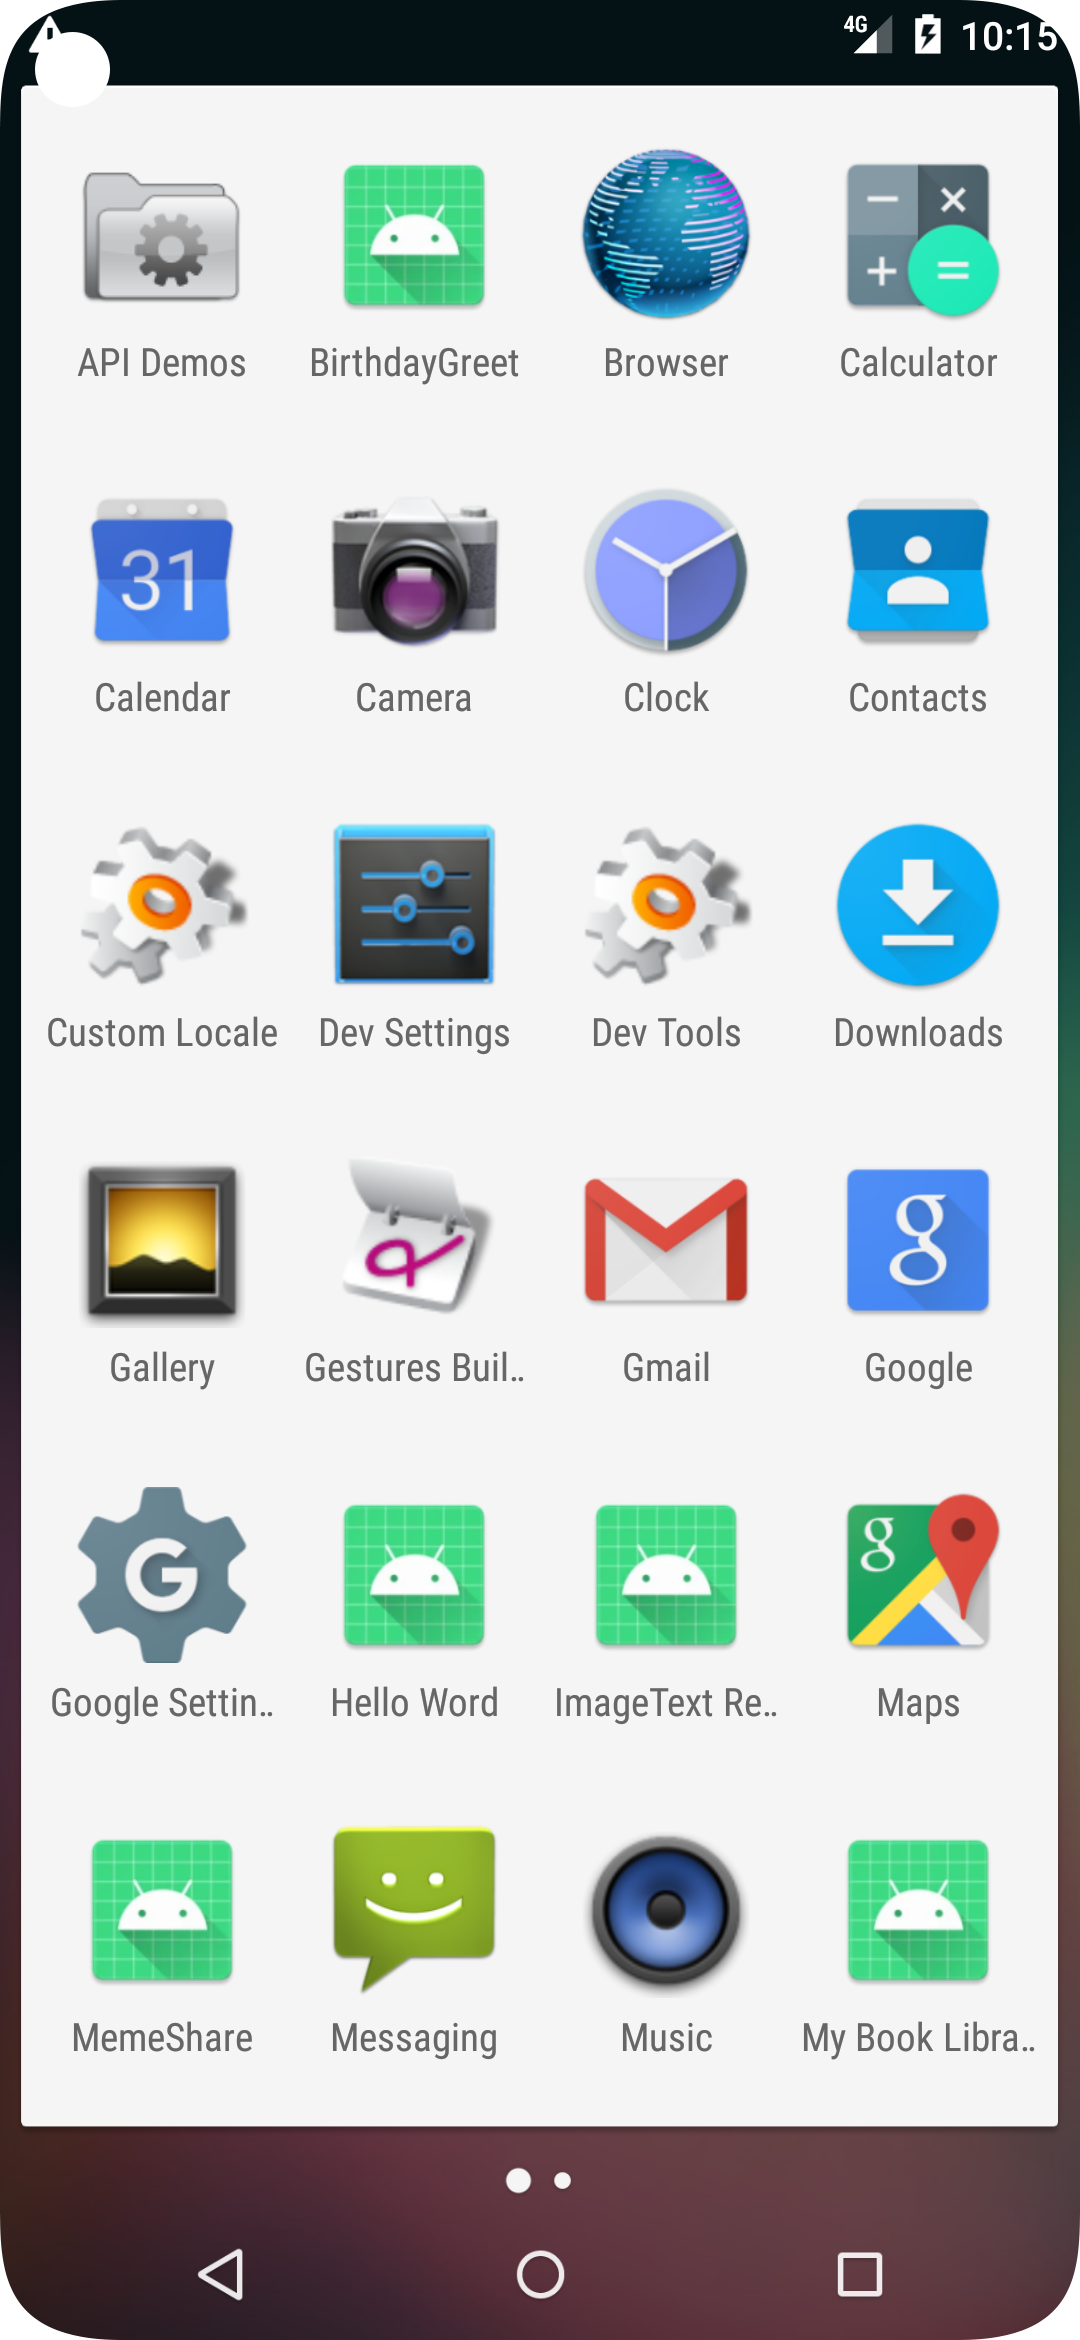 4G 10:15
API Demos BirthdayGreet Browser Calculator
31
Calendar Camera Clock Contacts
Custom Locale Dev Settings Dev Tools Downloads
g
Gallery Gestures Buil.. Gmail Google
G g
Google Settin.. Hello Word ImageText Re.. Maps
MemeShare Messaging Music My Book Libra..